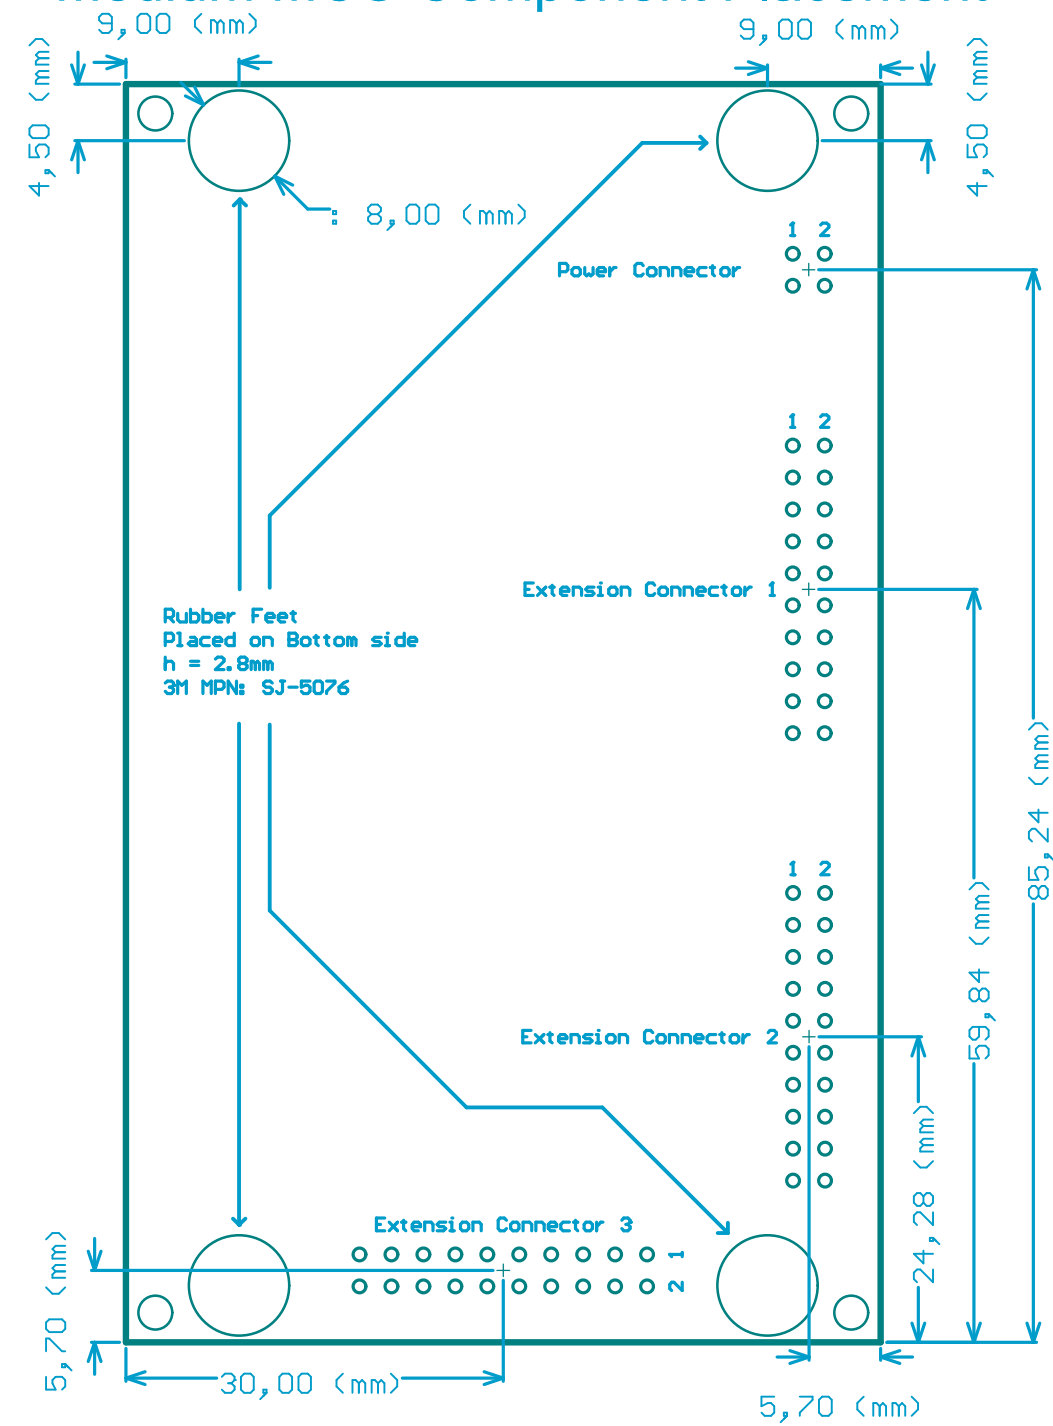 9,00 (mm)
9,00 (mm)
4,50 (mm)
4,50 (mm)
: 8,00 (mm)
1 2
Power Connector
1 2
Extension Connector 1
Rubber Feet
Placed on Bottom side
h = 2.8mm
3M MPN: SJ-5076
85,24 (mm)
59,84 (mm)
1 2
Extension Connector 2
24,28 (mm)
Extension Connector 3
1
2
5,70 (mm)
30,00 (mm)
5,70 (mm)